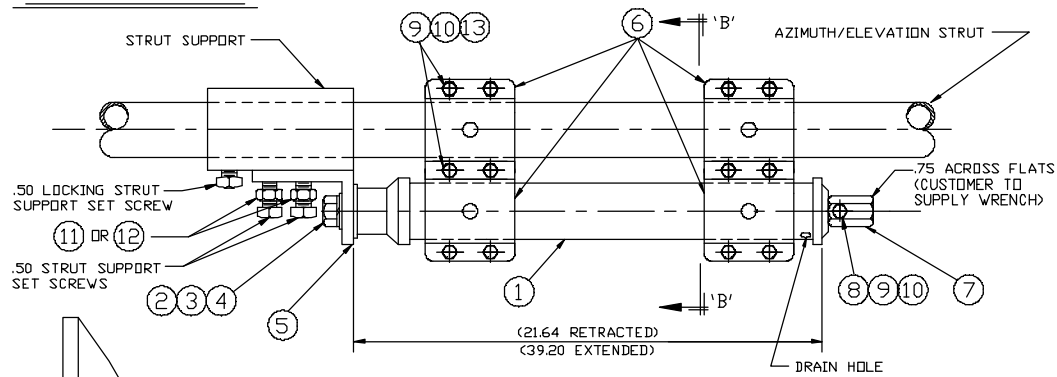 9 10 13
6
'B'
STRUT SUPPORT
AZIMUTH/ELEVATION STRUT
.50 LOCKING STRUT
SUPPORT SET SCREW
.75 ACROSS FLATS
(CUSTOMER TO
SUPPLY WRENCH)
11 OR 12
.50 STRUT SUPPORT
SET SCREWS
2 3 4
5
1
'B'
8 9 10
7
(21.64 RETRACTED)
(39.20 EXTENDED)
DRAIN HOLE